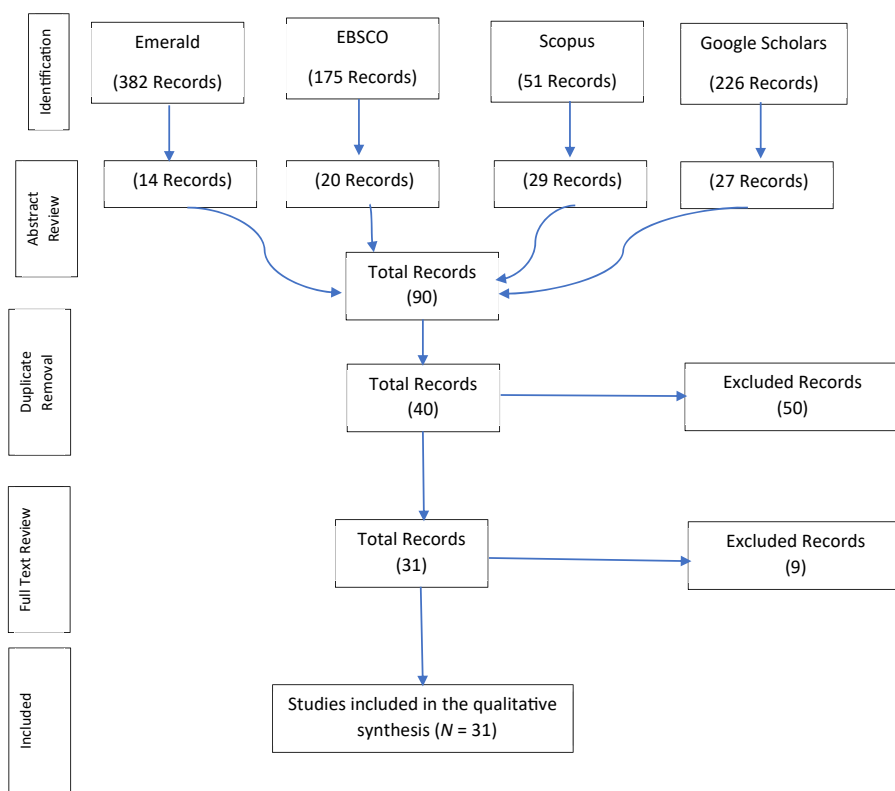 Identification
Emerald
(382 Records)
EBSCO
(175 Records)
Scopus
(51 Records)
Google Scholars
(226 Records)
Abstract
Review
(14 Records)
(20 Records)
(29 Records)
(27 Records)
Total Records
(90)
Duplicate
Removal
Total Records
(40)
Excluded Records
(50)
Full Text Review
Total Records
(31)
Excluded Records
(9)
Included
Studies included in the qualitative
synthesis (N = 31)